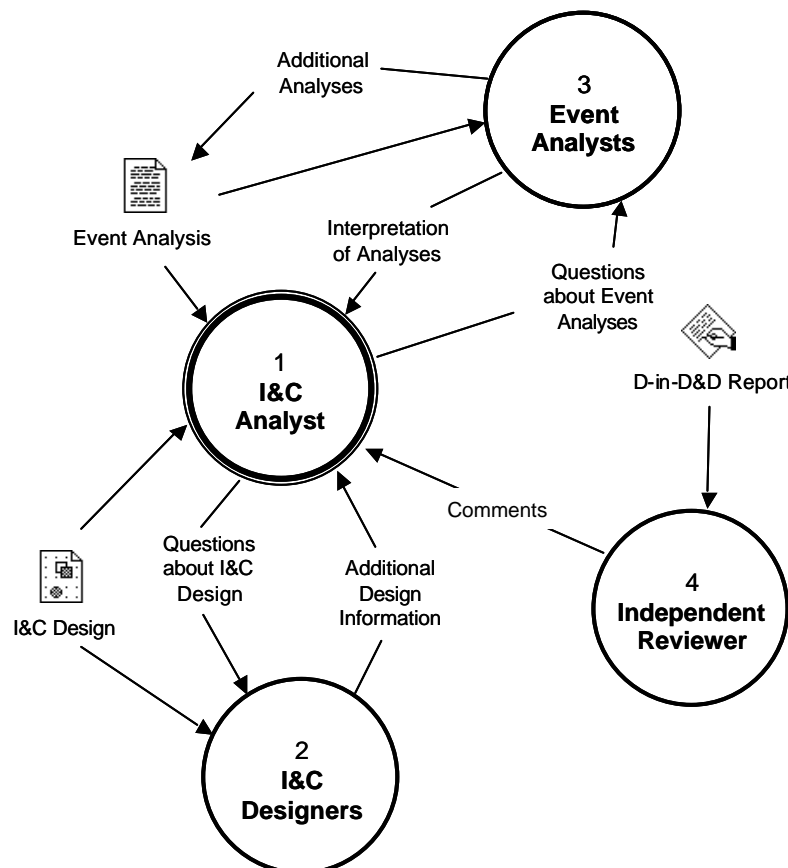 Additional
Analyses
3
Event
Analysts
Event Analysis
Interpretation
of Analyses
Questions
about Event
Analyses
1
I&C
Analyst
D-in-D&D Report
Comments
Questions
about I&C
Design
Additional
Design
Information
I&C Design
4
Independent
Reviewer
2
I&C
Designers